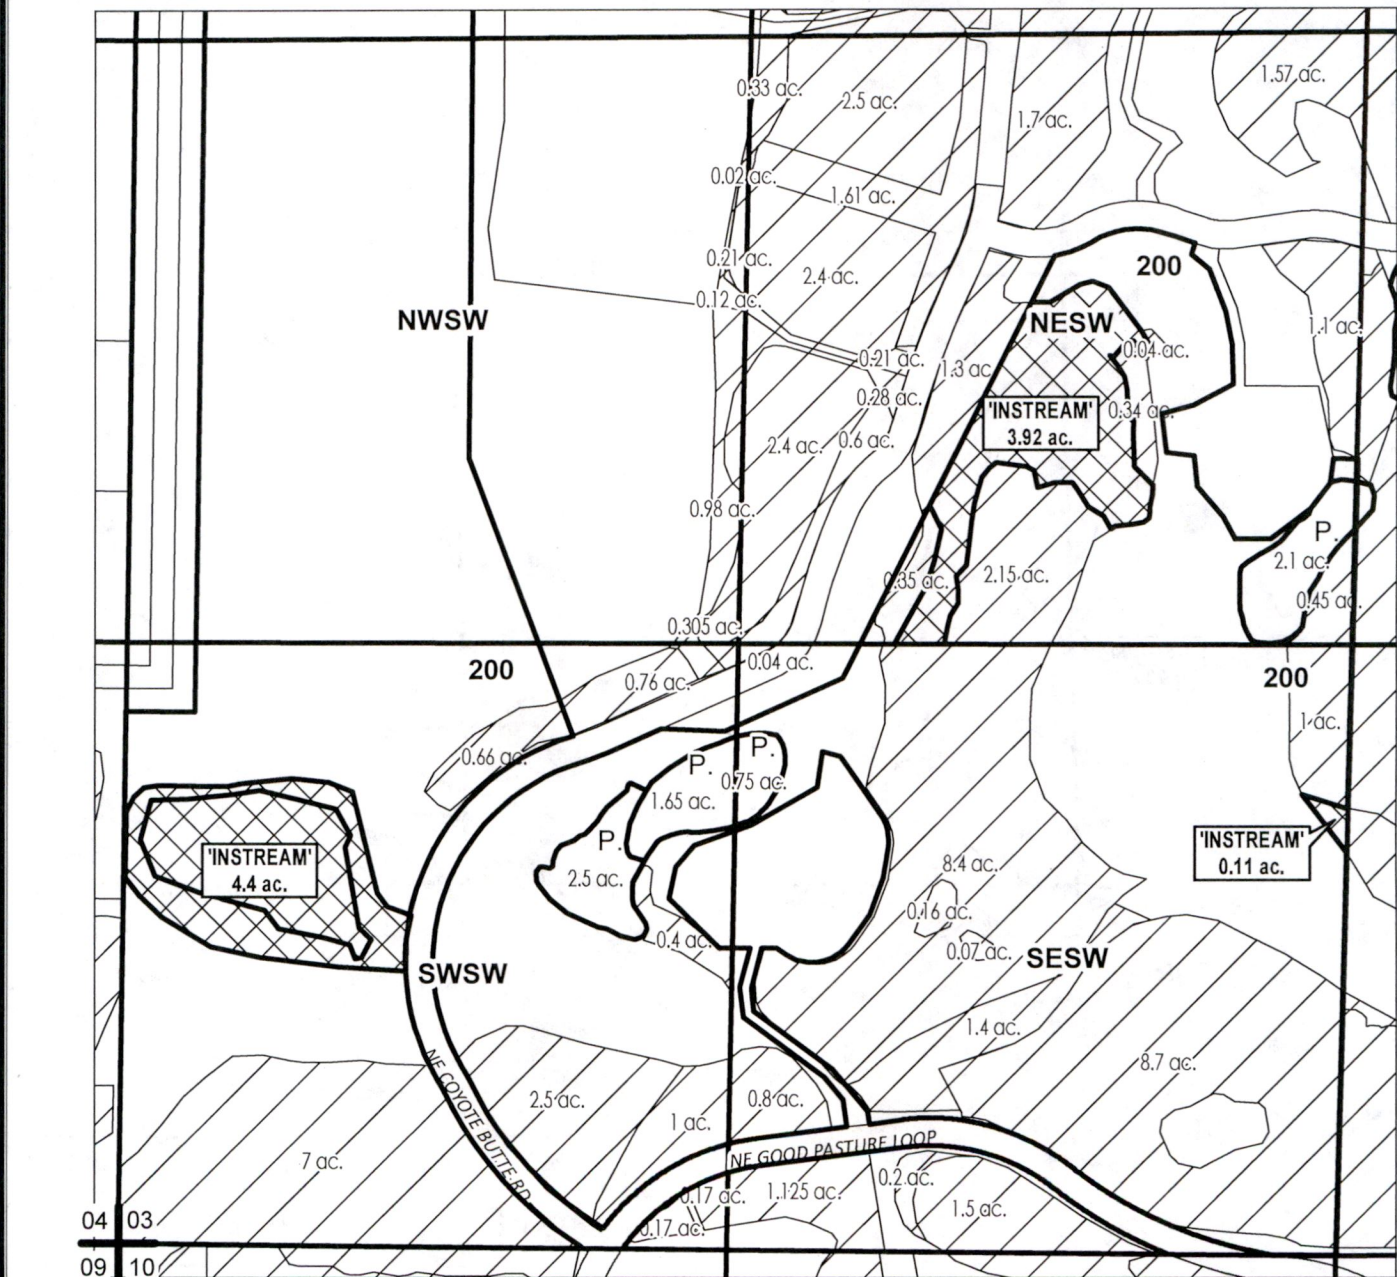 1.57 ac.
0.33 ac.
2.5 ac.
1.7 ac.
0.02 ac.
1.61 ac.
0.21 ac.
2.4 ac.
200
0.12 ac.
NWSW
NESW
1.1 ac.
0.04 ac.
0.21 ac.
1.3 ac.
0.28 ac.
'INSTREAM'
3.92 ac.
0.34 ac.
2.4 ac.
0.6 ac.
0.98 ac.
P.
2.1 ac.
0.35 ac.
2.15 ac.
0.45 ac.
0.305 ac.
0.04 ac.
200
0.76 ac.
200
1 ac.
0.66 ac.
P.
P.
0.75 ac.
1.65 ac.
P.
2.5 ac.
'INSTREAM'
4.4 ac.
'INSTREAM'
0.11 ac.
8.4 ac.
0.16 ac.
0.4 ac.
0.07 ac.
SWSW
SESW
1.4 ac.
8.7 ac.
NE COYOTE BUTTE RD
2.5 ac.
0.8 ac.
1 ac.
NE GOOD PASTURE LOOP
7 ac.
0.17 ac.
1.125 ac.
0.2 ac.
1.5 ac.
0.17 ac.
04 03
09 10